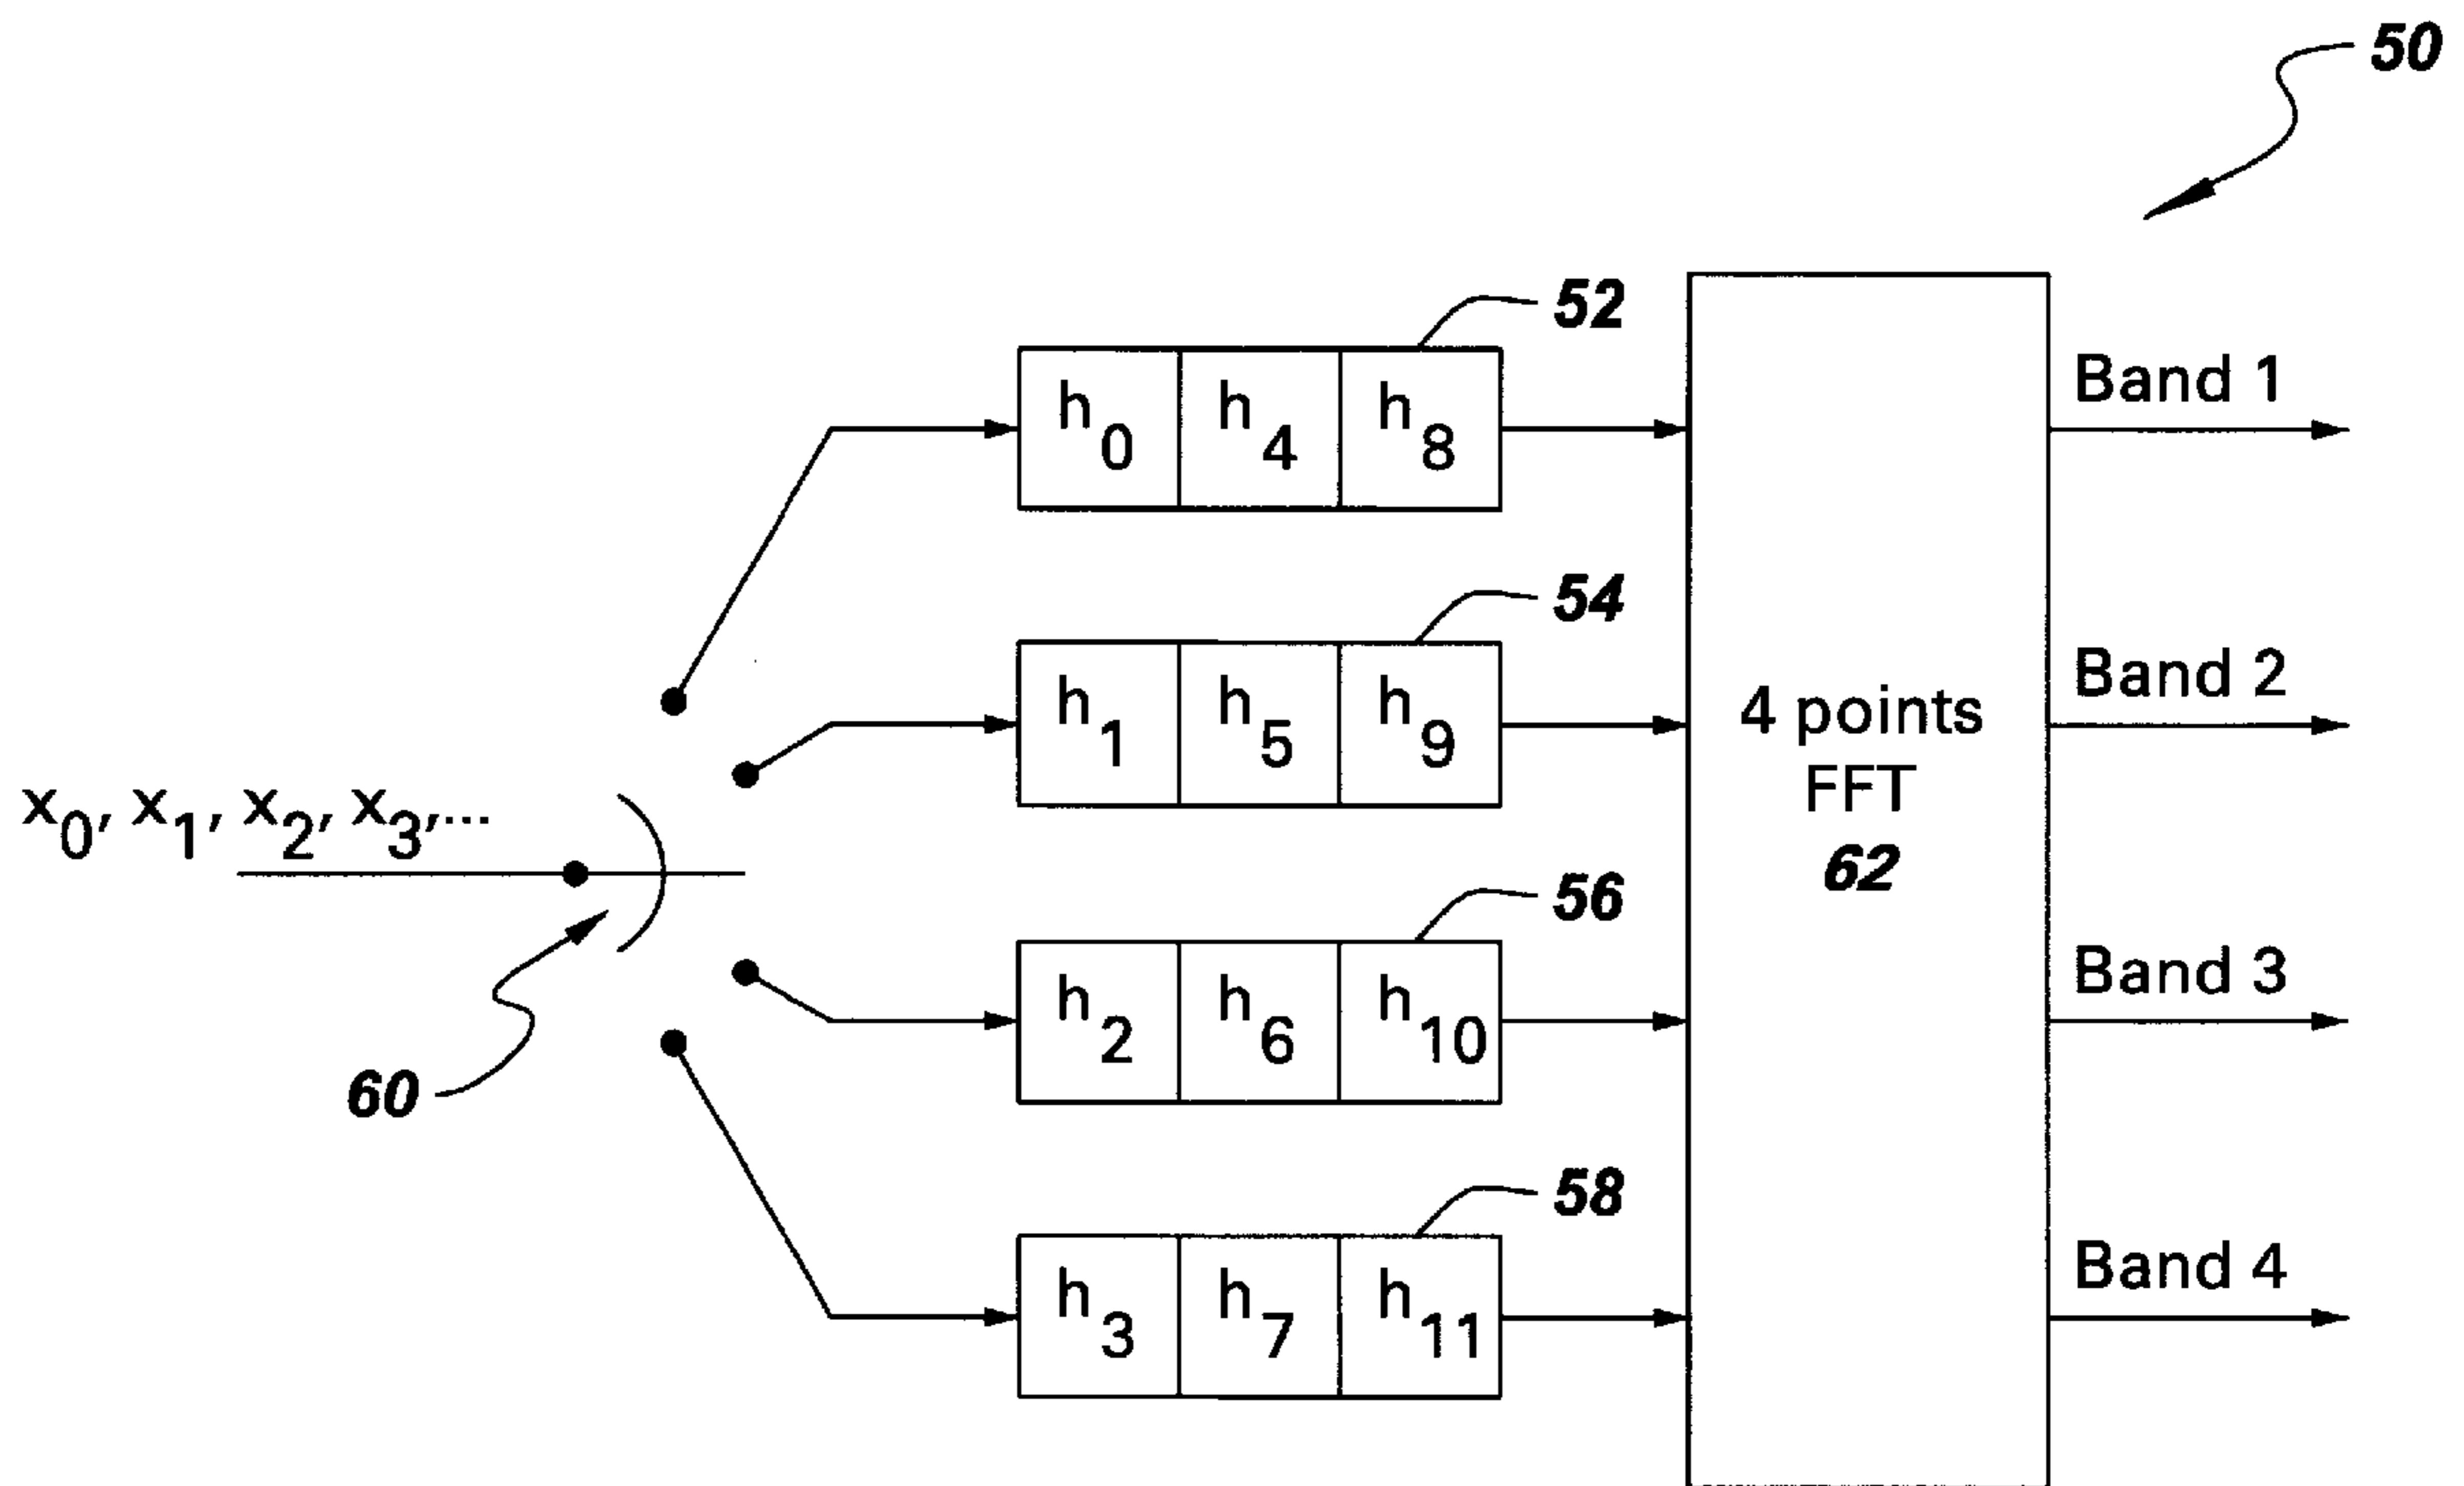 50
52
h0 h4 h8
Band 1
54
h1 h5 h9
Band 2
x0, x1, x2, x3,...
4 points
FFT
62
56
h2 h6 h10
Band 3
60
58
h3 h7 h11
Band 4